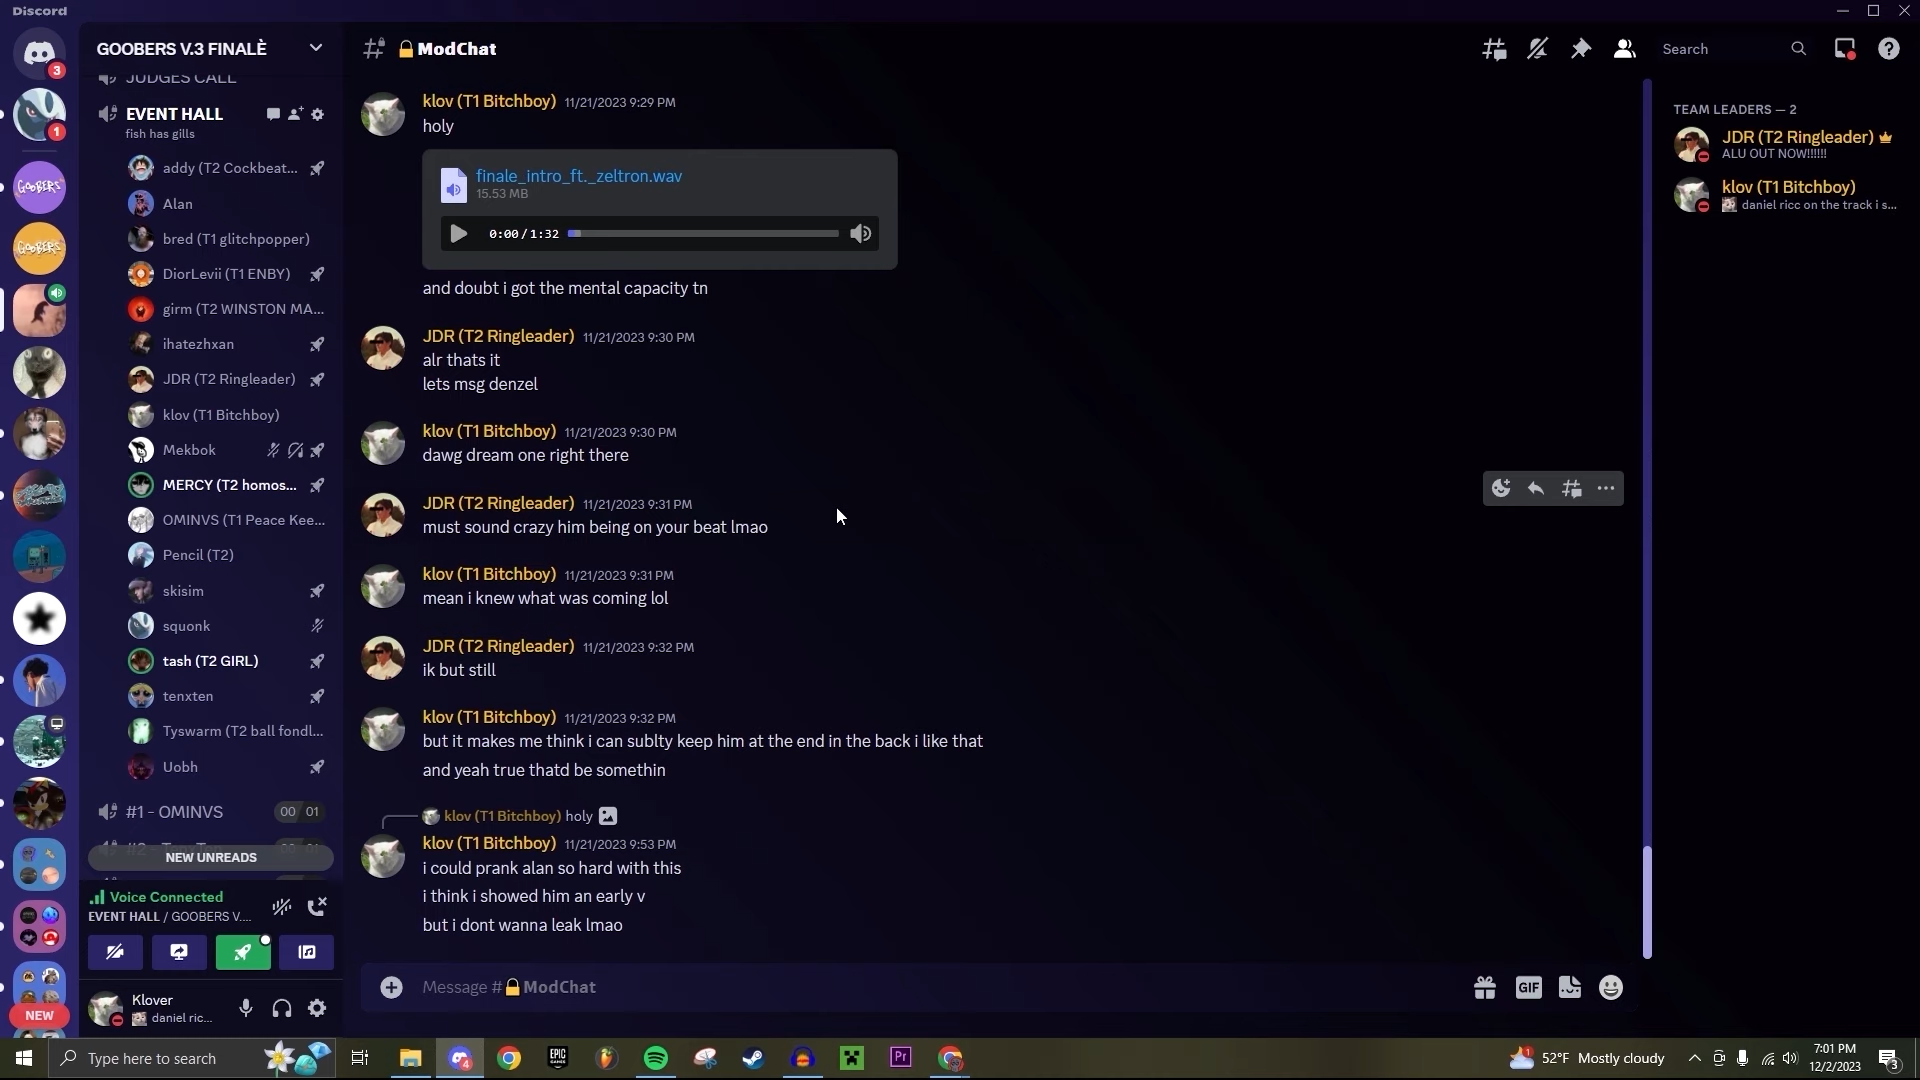 Discord
GOOBERS V.3 FINALÈ
ModChat
Search
3
1
GOOBERS
GOOBERS
NEW
JUDGES CALL
EVENT HALL
fish has gills
addy (T2 Cockbeat...
Alan
bred (T1 glitchpopper)
DiorLevii (T1 ENBY)
girm (T2 WINSTON MA...
ihatezhxan
JDR (T2 Ringleader)
klov (T1 Bitchboy)
Mekbok
MERCY (T2 homos...
OMINVS (T1 Peace Kee...
Pencil (T2)
skisim
squonk
tash (T2 GIRL)
tenxten
Tyswarm (T2 ball fondl...
Uobh
#1 - OMINVS 00 01
NEW UNREADS
Voice Connected
EVENT HALL / GOOBERS V....
Klover
daniel ric...
klov (T1 Bitchboy) 11/21/2023 9:29 PM
holy
finale_intro_ft._zeltron.wav
15.53 MB
0:00 / 1:32
and doubt i got the mental capacity tn
JDR (T2 Ringleader) 11/21/2023 9:30 PM
alr thats it
lets msg denzel
klov (T1 Bitchboy) 11/21/2023 9:30 PM
dawg dream one right there
JDR (T2 Ringleader) 11/21/2023 9:31 PM
must sound crazy him being on your beat lmao
klov (T1 Bitchboy) 11/21/2023 9:31 PM
mean i knew what was coming lol
JDR (T2 Ringleader) 11/21/2023 9:32 PM
ik but still
klov (T1 Bitchboy) 11/21/2023 9:32 PM
but it makes me think i can sublty keep him at the end in the back i like that
and yeah true thatd be somethin
klov (T1 Bitchboy) holy
klov (T1 Bitchboy) 11/21/2023 9:53 PM
i could prank alan so hard with this
i think i showed him an early v
but i dont wanna leak lmao
Message # ModChat
GIF
TEAM LEADERS — 2
JDR (T2 Ringleader)
ALU OUT NOW!!!!!!
klov (T1 Bitchboy)
daniel ricc on the track i s...
Type here to search
4
EPIC GAMES
Pr
52°F Mostly cloudy
7:01 PM
12/2/2023
3